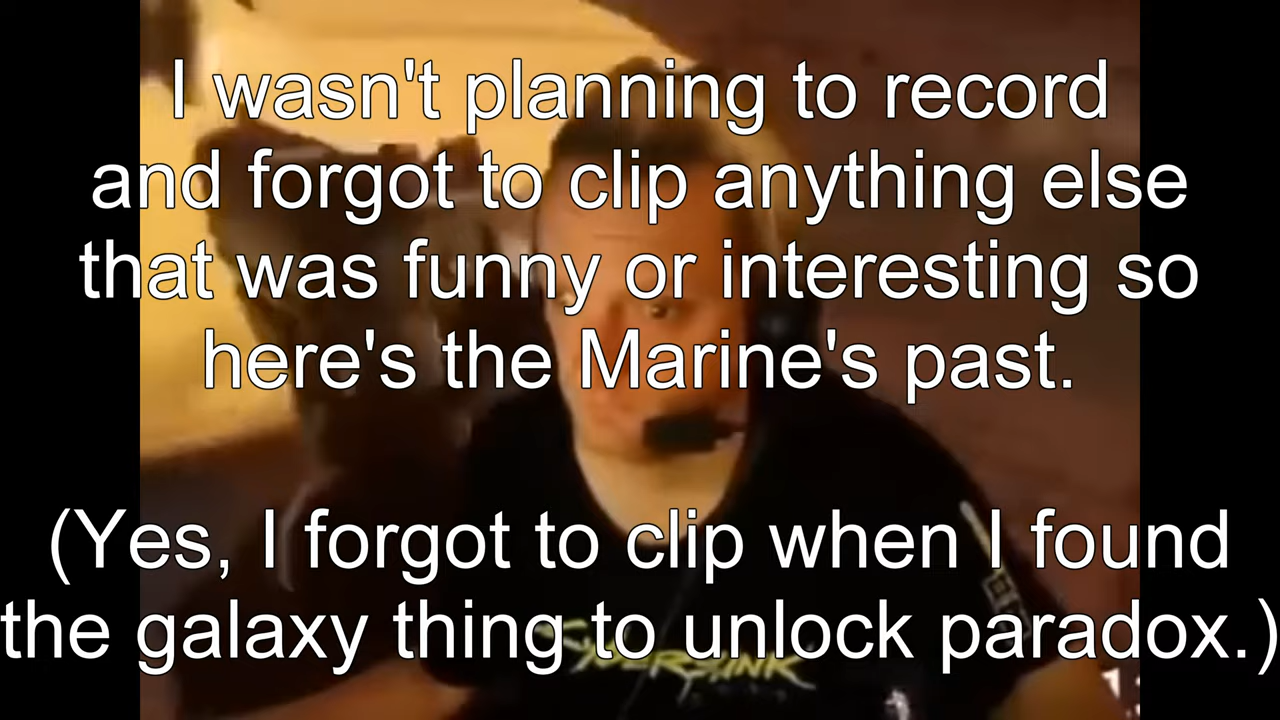 I wasn't planning to record
and forgot to clip anything else
that was funny or interesting so
here's the Marine's past.
(Yes, I forgot to clip when I found
the galaxy thing to unlock paradox.)
CYBERPUNK